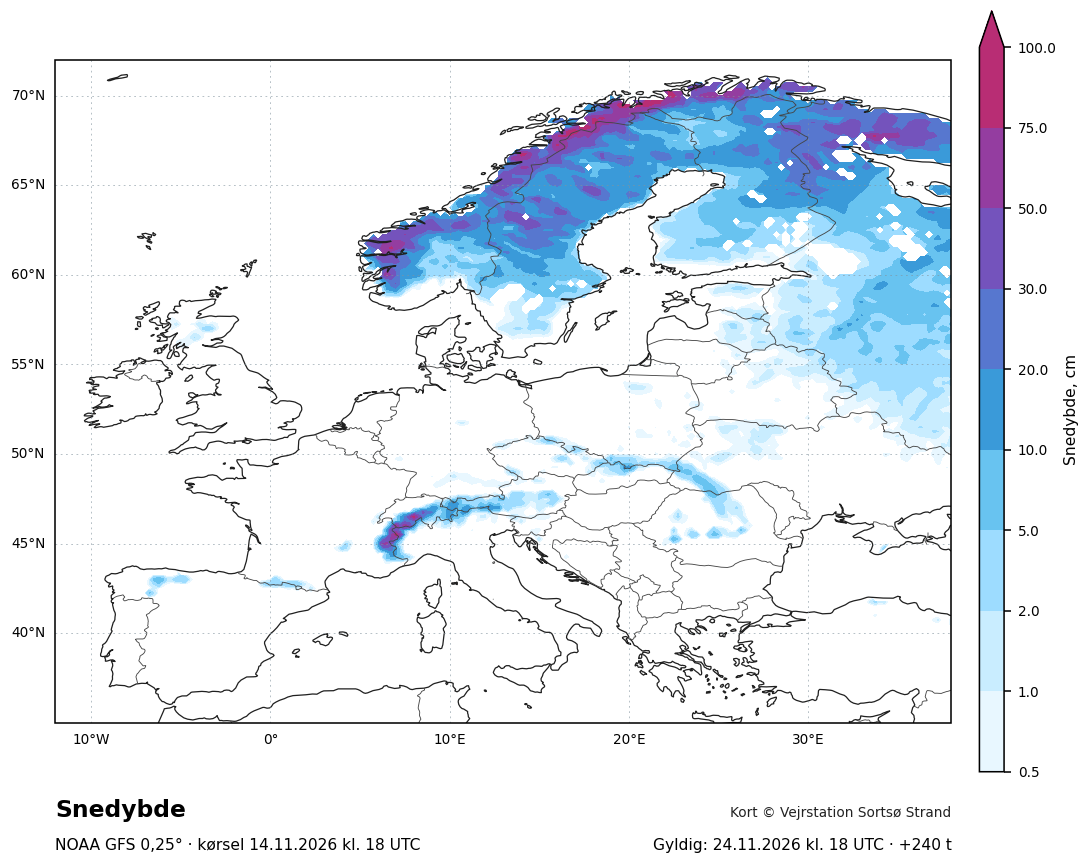 100.0
75.0
50.0
30.0
20.0
10.0
5.0
2.0
1.0
0.5
Snedybde, cm
70°N
65°N
60°N
55°N
50°N
45°N
40°N
10°W
0°
10°E
20°E
30°E
Snedybde
Kort © Vejrstation Sortsø Strand
NOAA GFS 0,25° · kørsel 14.11.2026 kl. 18 UTC
Gyldig: 24.11.2026 kl. 18 UTC · +240 t